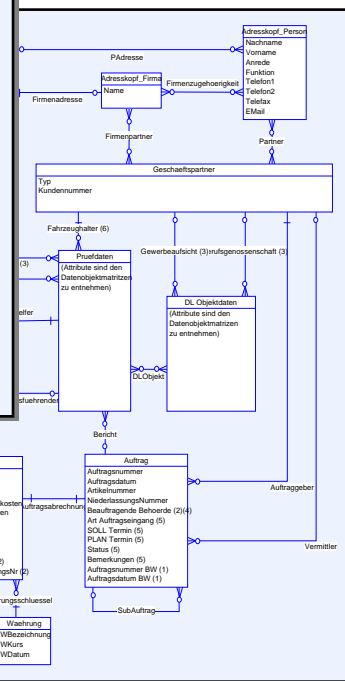 Adresskopf_Person
Nachname
Vorname
Anrede
Funktion
Telefon1
Telefon2
Telefax
EMail
PAdresse
Adresskopf_Firma
Name
Firmenzugehoerigkeit
Firmenadresse
Firmenpartner
Partner
Geschaeftspartner
Typ
Kundennummer
Fahrzeughalter (6)
Gewerbeaufsicht (3)
rufsgenossenschaft (3)
(3)
Pruefdaten
(Attribute sind den
Datenobjektmatritzen
zu entnehmen)
DL Objektdaten
(Attribute sind den
Datenobjektmatrizen
zu entnehmen)
elfer
DLObjekt
sfuehrender
Bericht
Auftrag
Auftragsnummer
Auftragsdatum
Artikelnummer
NiederlassungsNummer
Beauftragende Behoerde (2)(4)
Art Auftragseingang (5)
SOLL Termin (5)
PLAN Termin (5)
Status (5)
Bemerkungen (5)
Auftragsnummer BW (1)
Auftragsdatum BW (1)
Auftraggeber
Vermittler
kosten
en
uftragsabrechnung
2)
gsNr (2)
SubAuftrag
rungsschluessel
Waehrung
WBezeichnung
WKurs
WDatum